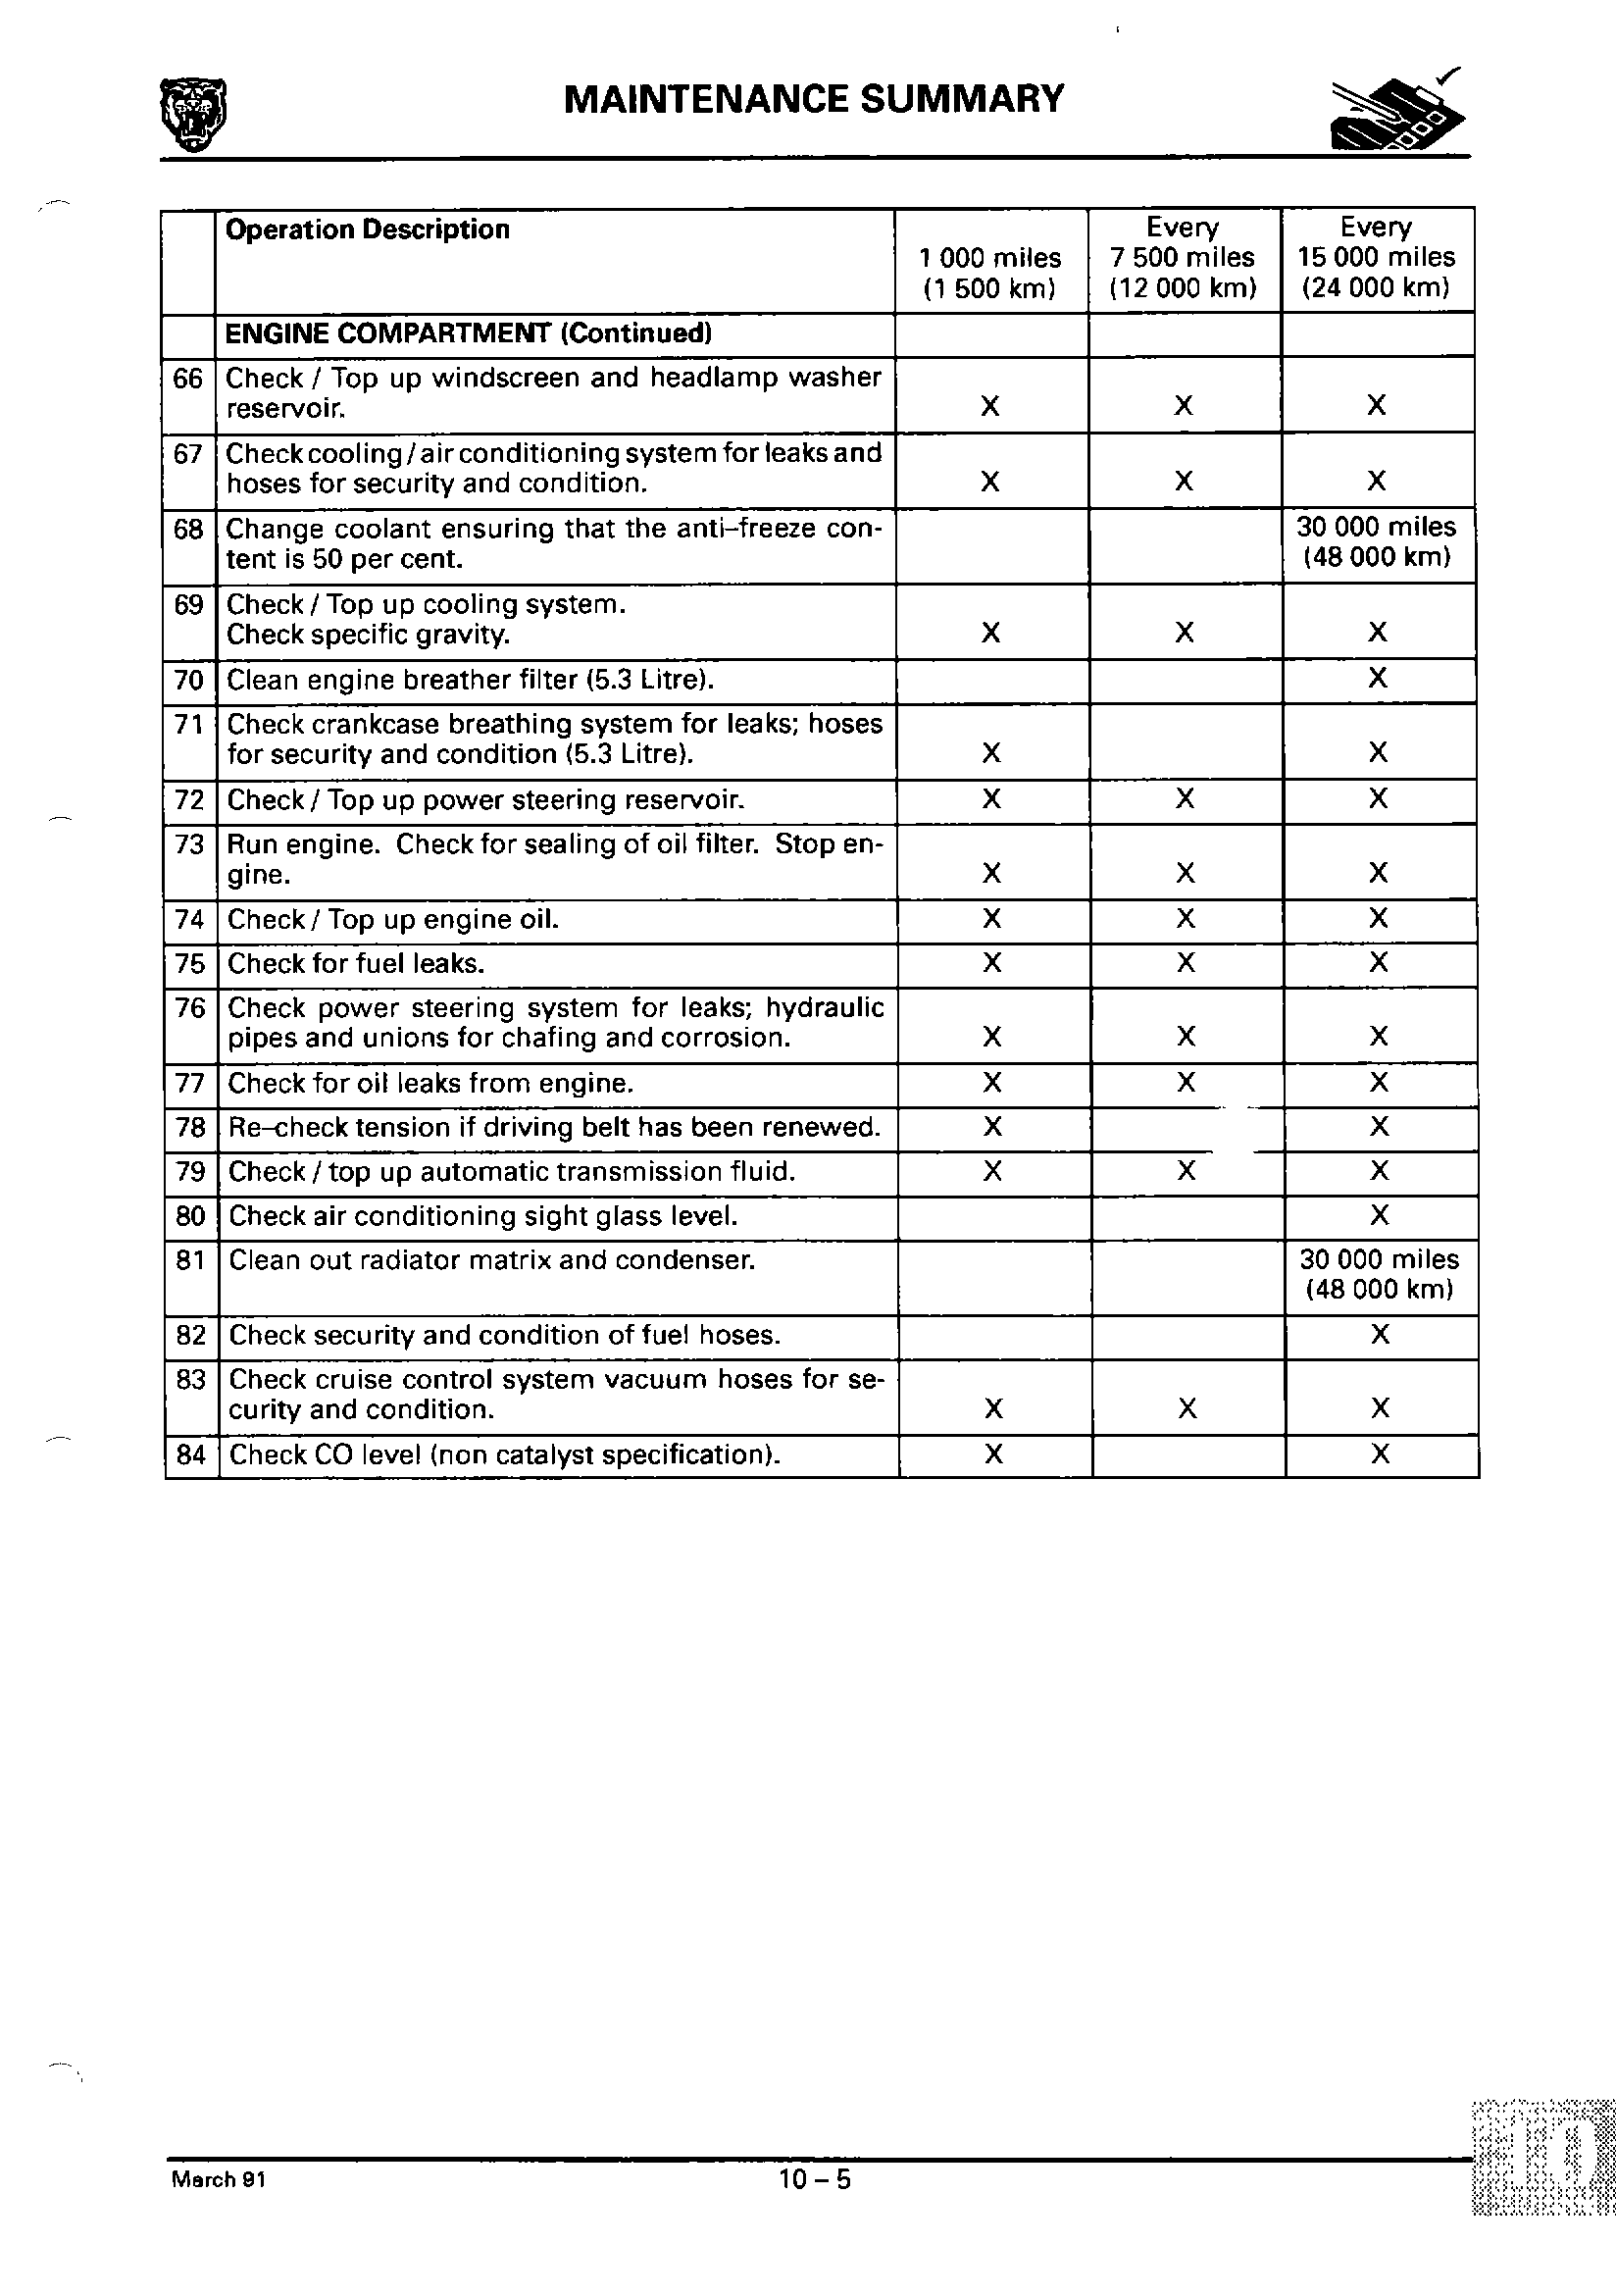 MAINTENANCE SUMMARY
Operation Description
1 000 miles
(1 500 km)
Every
7 500 miles
(12 000 km)
Every
15 000 miles
(24 000 km)
ENGINE COMPARTMENT (Continued)
66 Check / Top up windscreen and headlamp washer
reservoir. X X X
67 Check cooling / air conditioning system for leaks and
hoses for security and condition. X X X
68 Change coolant ensuring that the anti-freeze con- 30 000 miles
tent is 50 per cent. (48 000 km)
69 Check / Top up cooling system.
Check specific gravity. X X X
70 Clean engine breather filter (5.3 Litre). X
71 Check crankcase breathing system for leaks; hoses
for security and condition (5.3 Litre). X X
72 Check / Top up power steering reservoir. X X X
73 Run engine. Check for sealing of oil filter. Stop en-
gine. X X X
74 Check / Top up engine oil. X X X
75 Check for fuel leaks. X X X
76 Check power steering system for leaks; hydraulic
pipes and unions for chafing and corrosion. X X X
77 Check for oil leaks from engine. X X X
78 Re-check tension if driving belt has been renewed. X X
79 Check / top up automatic transmission fluid. X X X
80 Check air conditioning sight glass level. X
81 Clean out radiator matrix and condenser. 30 000 miles
(48 000 km)
82 Check security and condition of fuel hoses. X
83 Check cruise control system vacuum hoses for se-
curity and condition. X X X
84 Check CO level (non catalyst specification). X X
March 91 10 – 5
10